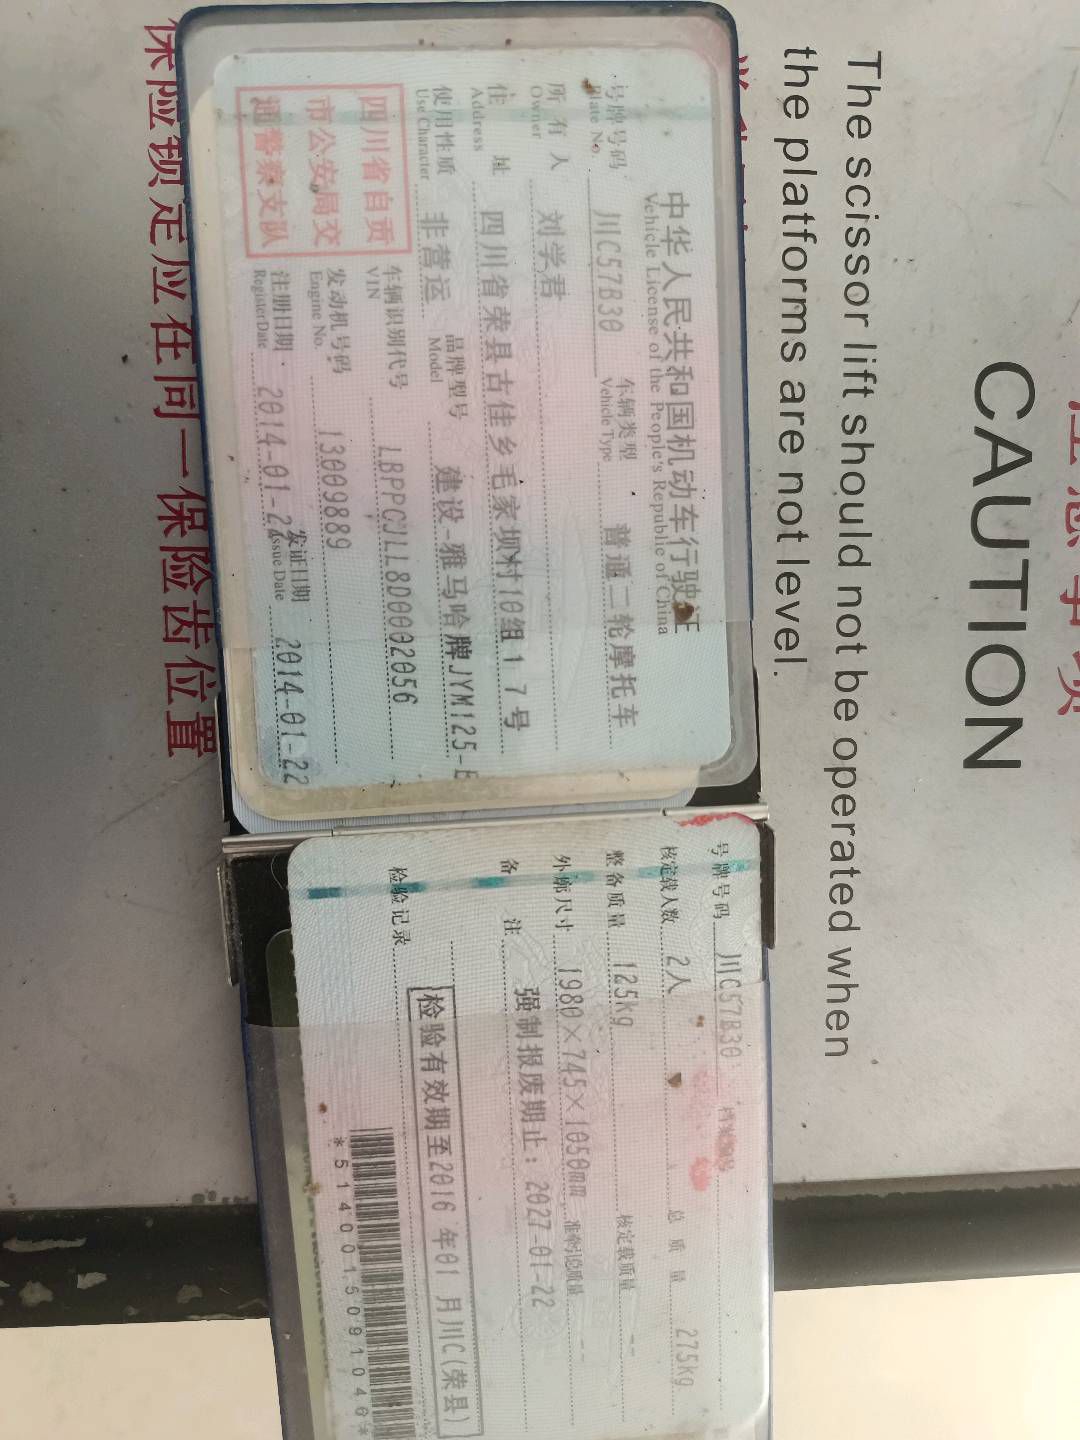 CAUTION
The scissor lift should not be operated when
the platforms are not level.
中华人民共和国机动车行驶证
Vehicle License of the People's Republic of China
号牌号码 川C57B30 车辆类型 普通二轮摩托车
Plate No. Vehicle Type
所有人 刘学君
Owner
住址 四川省荣县古佳乡毛家坝村10组17号
Address
使用性质 非营运 品牌型号 建设-雅马哈牌JYM125-E
Use Character Model
四川省自贡
市公安局交
通警察支队
车辆识别代号 LBPPCJLL8D0002056
VIN
发动机号码 13009889
Engine No.
注册日期 2014-01-22 发证日期 2014-01-22
Register Date Issue Date
号牌号码 川C57B30
核定载人数 2人 总质量 275kg
整备质量 125kg 核定载质量 --
外廓尺寸 1980×745×1050mm 准牵引总质量 --
备注 强制报废期止：2027-01-22
检验记录 检验有效期至2016年01月川C(荣县)
*5140015091040*
保险锁定应在同一保险齿位置